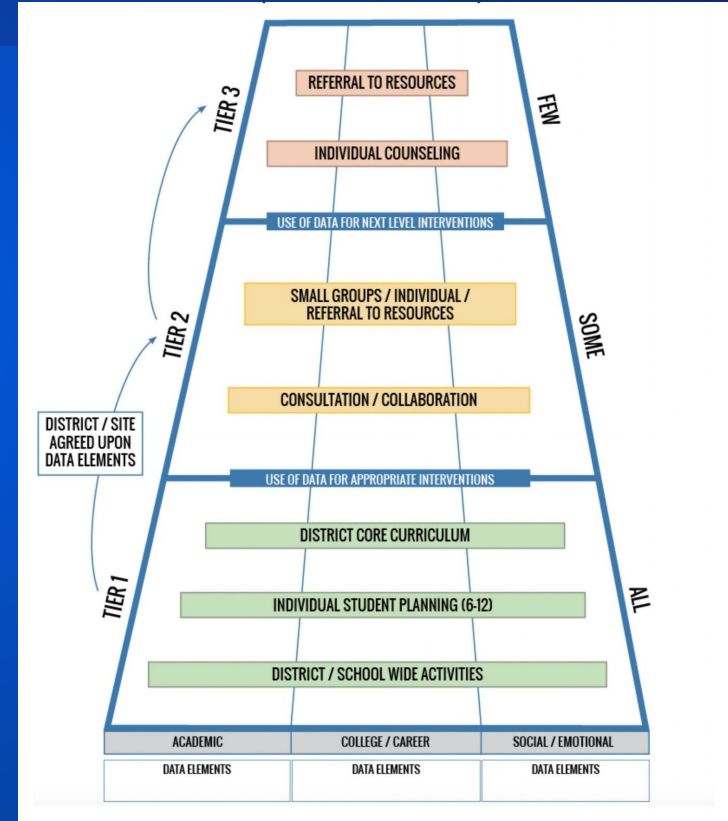 REFERRAL TO RESOURCES
TIER 3
FEW
INDIVIDUAL COUNSELING
USE OF DATA FOR NEXT LEVEL INTERVENTIONS
SMALL GROUPS / INDIVIDUAL /
REFERRAL TO RESOURCES
TIER 2
SOME
CONSULTATION / COLLABORATION
DISTRICT / SITE
AGREED UPON
DATA ELEMENTS
USE OF DATA FOR APPROPRIATE INTERVENTIONS
DISTRICT CORE CURRICULUM
TIER 1
ALL
INDIVIDUAL STUDENT PLANNING (6-12)
DISTRICT / SCHOOL WIDE ACTIVITIES
ACADEMIC
COLLEGE / CAREER
SOCIAL / EMOTIONAL
DATA ELEMENTS
DATA ELEMENTS
DATA ELEMENTS